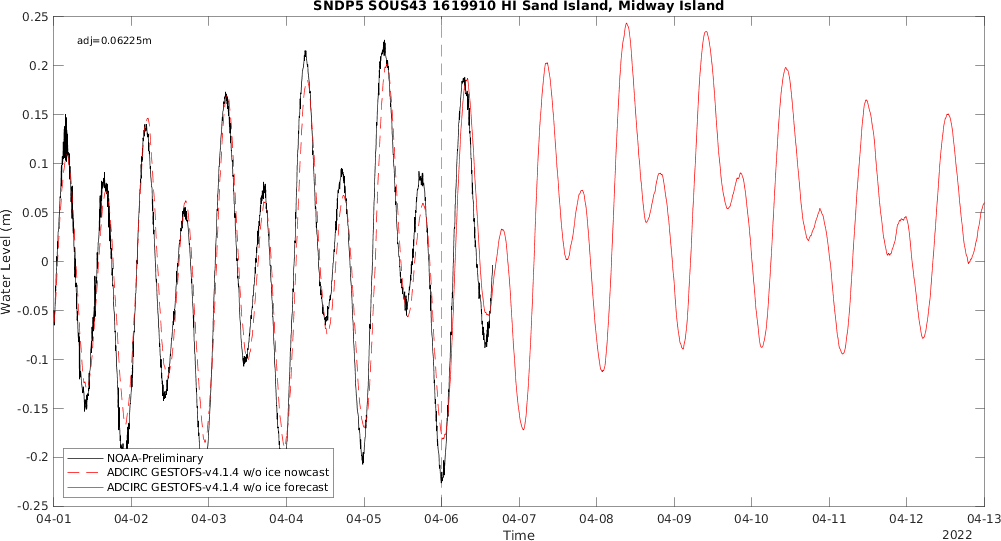 SNDP5 SOUS43 1619910 HI Sand Island, Midway Island
adj=0.06225m
0.25
0.2
0.15
0.1
0.05
0
-0.05
-0.1
-0.15
-0.2
-0.25
Water Level (m)
NOAA-Preliminary
ADCIRC GESTOFS-v4.1.4 w/o ice nowcast
ADCIRC GESTOFS-v4.1.4 w/o ice forecast
04-01 04-02 04-03 04-04 04-05 04-06 04-07 04-08 04-09 04-10 04-11 04-12 04-13
Time
2022